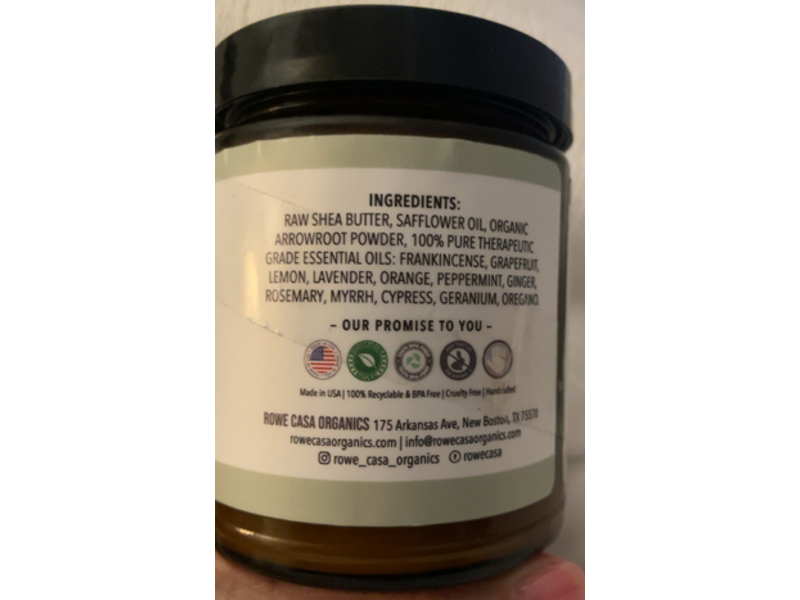 INGREDIENTS:
RAW SHEA BUTTER, SAFFLOWER OIL, ORGANIC
ARROWROOT POWDER, 100% PURE THERAPEUTIC
GRADE ESSENTIAL OILS: FRANKINCENSE, GRAPEFRUIT,
LEMON, LAVENDER, ORANGE, PEPPERMINT, GINGER,
ROSEMARY, MYRRH, CYPRESS, GERANIUM, OREGANO.
– OUR PROMISE TO YOU –
Made in USA | 100% Recyclable & BPA Free | Cruelty Free | Handcrafted
ROWE CASA ORGANICS 175 Arkansas Ave, New Boston, TX 75570
rowecasaorganics.com | info@rowecasaorganics.com
rowe_casa_organics rowecasa